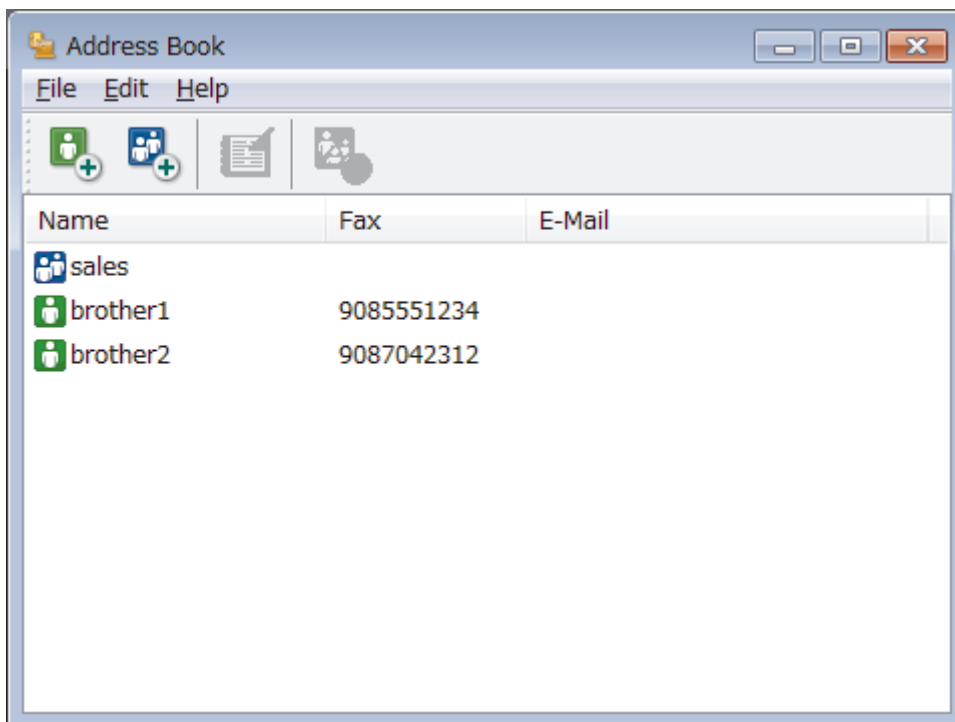 Address Book
File Edit Help
Name Fax E-Mail
sales
brother1 9085551234
brother2 9087042312